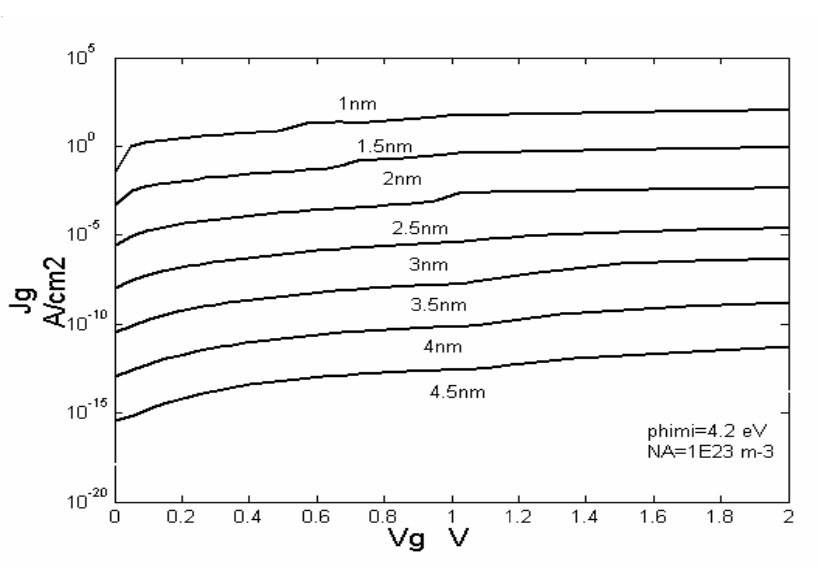 10^5
10^0
10^-5
10^-10
10^-15
10^-20
Jg
A/cm2
1nm
1.5nm
2nm
2.5nm
3nm
3.5nm
4nm
4.5nm
phimi=4.2 eV
NA=1E23 m-3
0 0.2 0.4 0.6 0.8 1 1.2 1.4 1.6 1.8 2
Vg V